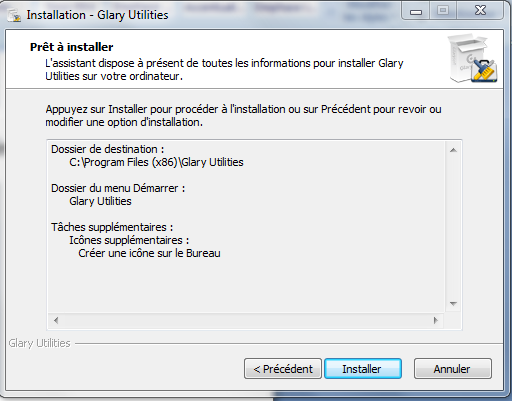 Installation - Glary Utilities
Prêt à installer
L'assistant dispose à présent de toutes les informations pour installer Glary
Utilities sur votre ordinateur.
Appuyez sur Installer pour procéder à l'installation ou sur Précédent pour revoir ou
modifier une option d'installation.
Dossier de destination :
C:\Program Files (x86)\Glary Utilities
Dossier du menu Démarrer :
Glary Utilities
Tâches supplémentaires :
Icônes supplémentaires :
Créer une icône sur le Bureau
Glary Utilities
< Précédent
Installer
Annuler